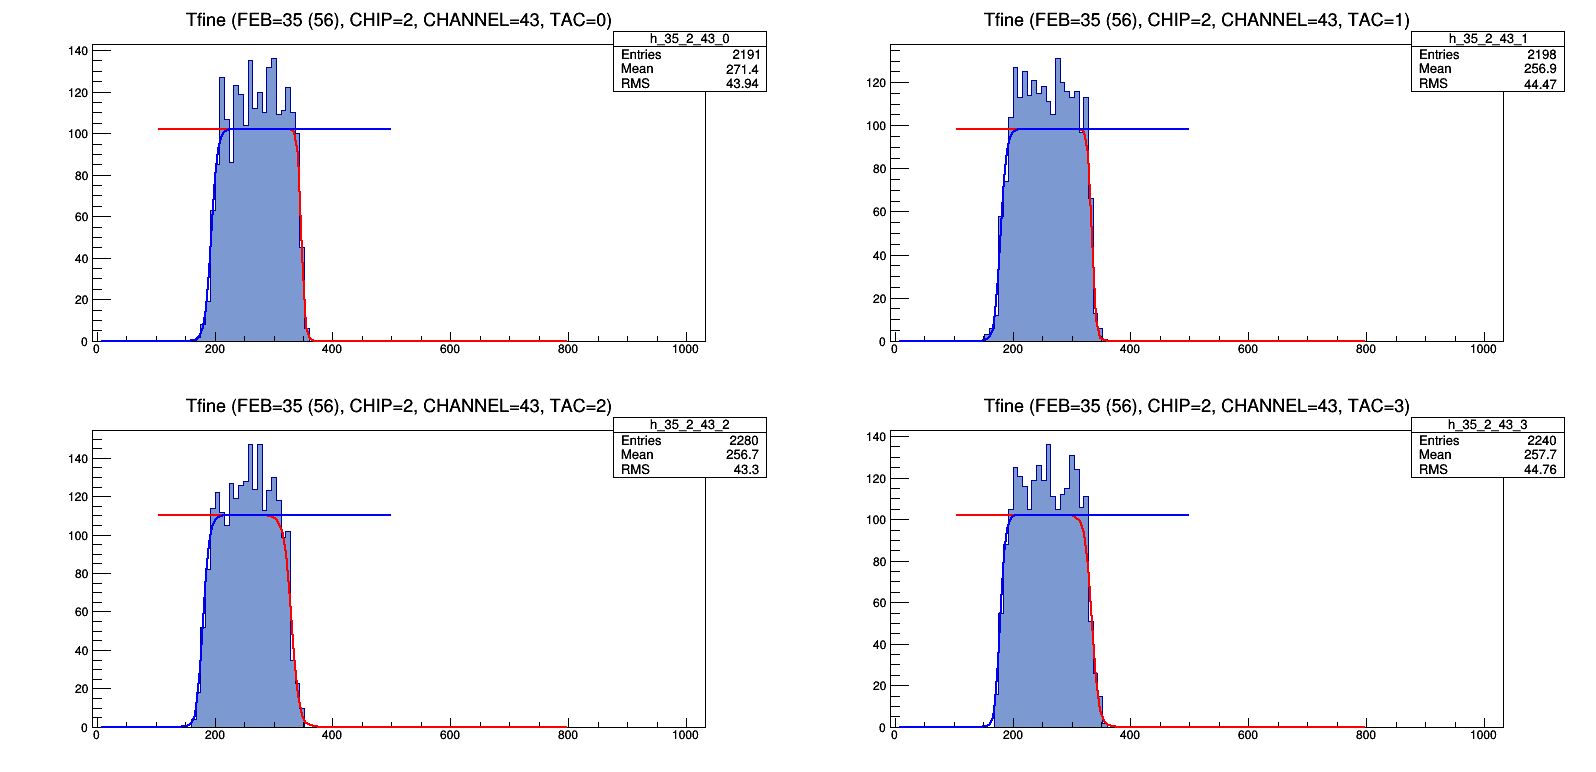 Tfine (FEB=35 (56), CHIP=2, CHANNEL=43, TAC=0)
h_35_2_43_0
Entries 2191
Mean 271.4
RMS 43.94
140
120
100
80
60
40
20
0
0 200 400 600 800 1000
Tfine (FEB=35 (56), CHIP=2, CHANNEL=43, TAC=1)
h_35_2_43_1
Entries 2198
Mean 256.9
RMS 44.47
120
100
80
60
40
20
0
0 200 400 600 800 1000
Tfine (FEB=35 (56), CHIP=2, CHANNEL=43, TAC=2)
h_35_2_43_2
Entries 2280
Mean 256.7
RMS 43.3
140
120
100
80
60
40
20
0
0 200 400 600 800 1000
Tfine (FEB=35 (56), CHIP=2, CHANNEL=43, TAC=3)
h_35_2_43_3
Entries 2240
Mean 257.7
RMS 44.76
140
120
100
80
60
40
20
0
0 200 400 600 800 1000